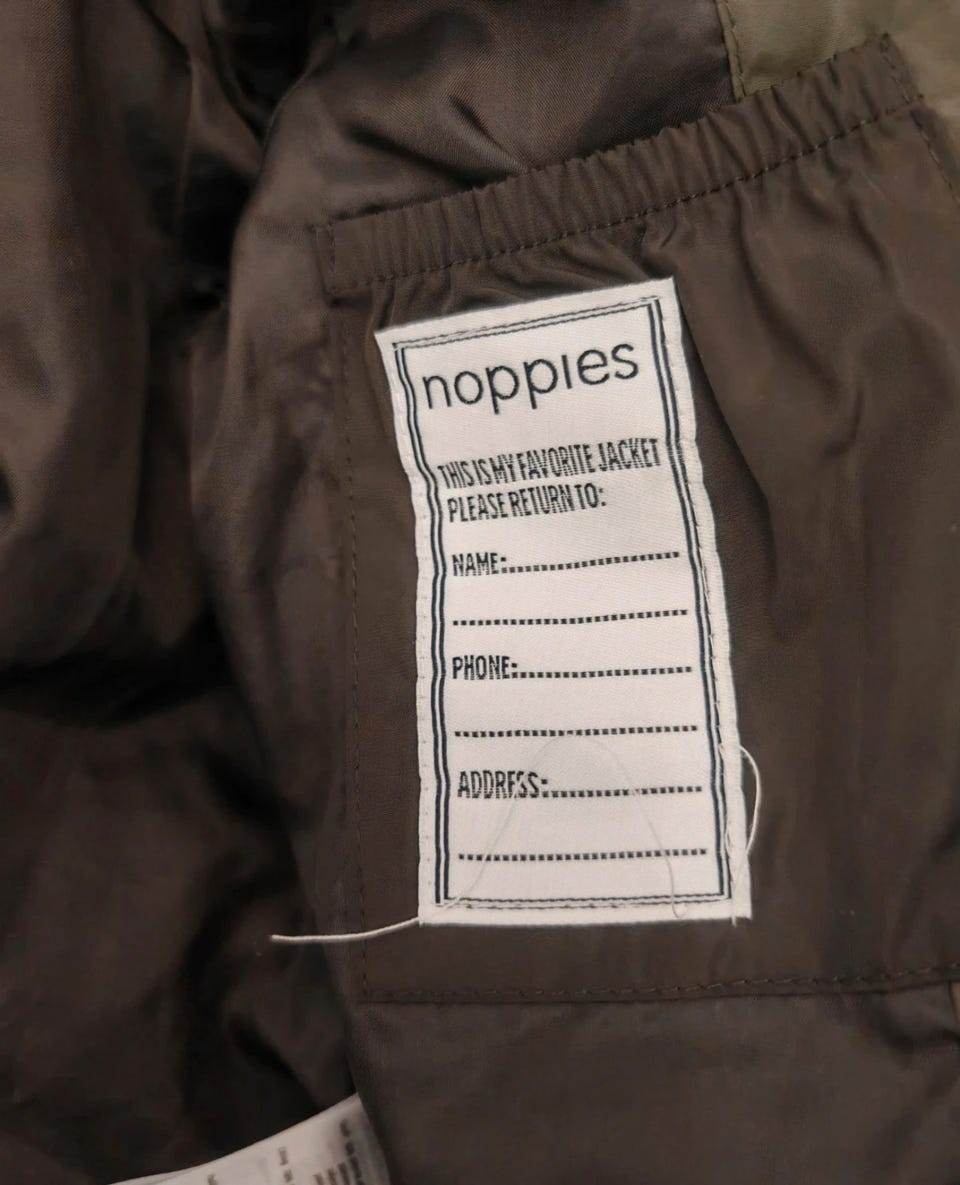 noppies
THIS IS MY FAVORITE JACKET
PLEASE RETURN TO:
NAME:
PHONE:
ADDRESS: